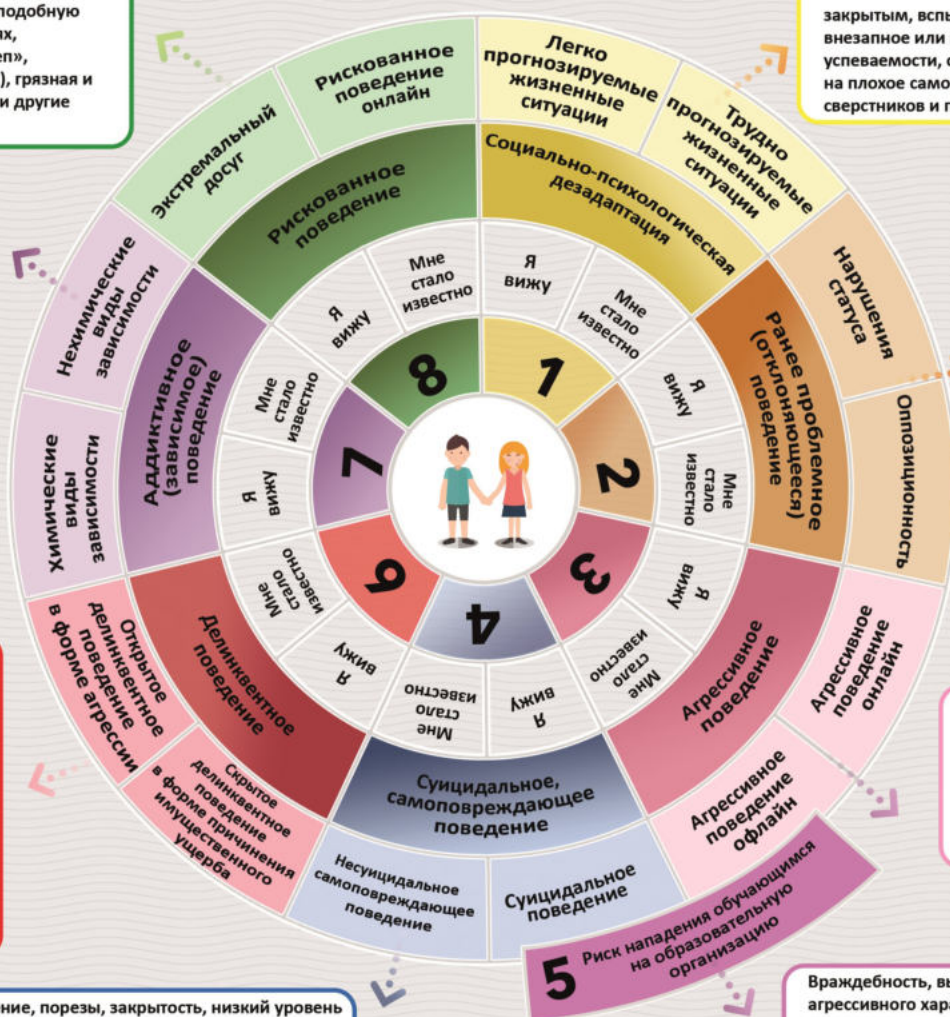 подобную
ях,
еп»,
), грязная и
и другие
закрытым, всп
внезапное или
успеваемости, 
на плохое само
сверстников и
Легко
прогнозируемые
жизненные
ситуации
Трудно
прогнозируемые
жизненные
ситуации
Социально-психологическая
дезадаптация
Я
вижу
Мне
стало
известно
1
Нарушения
статуса
Оппозиционность
Ранее проблемное
(отклоняющееся)
поведение
Я
вижу
Мне
стало
известно
2
Агрессивное
поведение
онлайн
Агрессивное
поведение
офлайн
Агрессивное
поведение
Я
вижу
Мне
стало
известно
3
Суицидальное
поведение
Несуицидальное
самоповреждающее
поведение
Суицидальное,
самоповреждающее
поведение
Я
вижу
Мне
стало
известно
4
5
Риск нападения обучающимся
на образовательную
организацию
Скрытое
делинквентное
поведение
в форме причинения
имущественного
ущерба
Открытое
делинквентное
поведение
в форме агрессии
Делинквентное
поведение
Я
вижу
Мне
стало
известно
6
Химические
виды
зависимости
Нехимические
виды
зависимости
Аддиктивное
(зависимое)
поведение
Я
вижу
Мне
стало
известно
7
Экстремальный
досуг
Рискованное
поведение
онлайн
Рискованное
поведение
Я
вижу
Мне
стало
известно
8
ние, порезы, закрытость, низкий уровень
Враждебность, вы
агрессивного хара